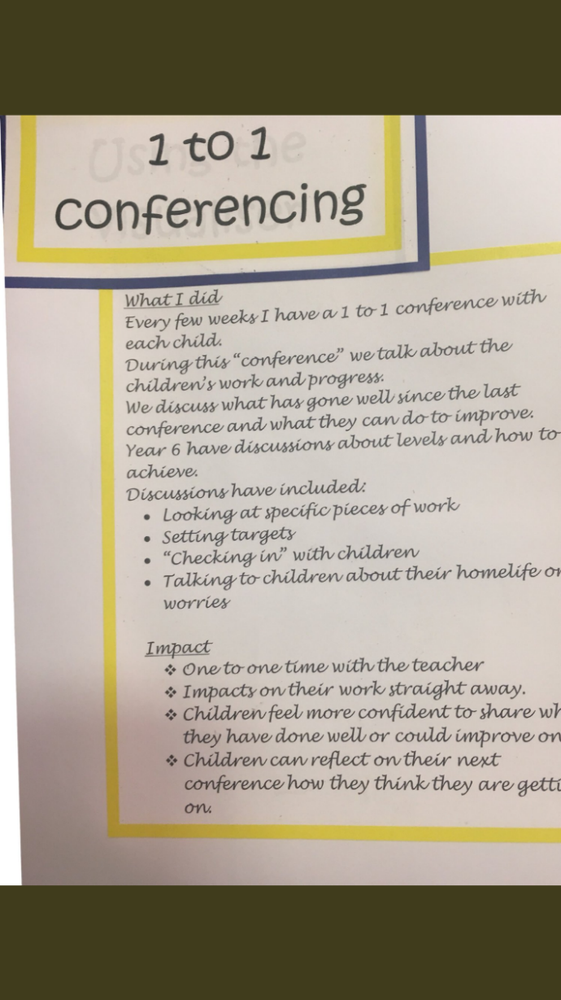 1 to 1
conferencing
What I did
Every few weeks I have a 1 to 1 conference with
each child.
During this “conference” we talk about the
children’s work and progress.
We discuss what has gone well since the last
conference and what they can do to improve.
Year 6 have discussions about levels and how to
achieve.
Discussions have included:
• Looking at specific pieces of work
• Setting targets
• “Checking in” with children
• Talking to children about their homelife or
worries
Impact
❖ One to one time with the teacher
❖ Impacts on their work straight away.
❖ Children feel more confident to share
they have done well or could improve on
❖ Children can reflect on their next
conference how they think they are
on.